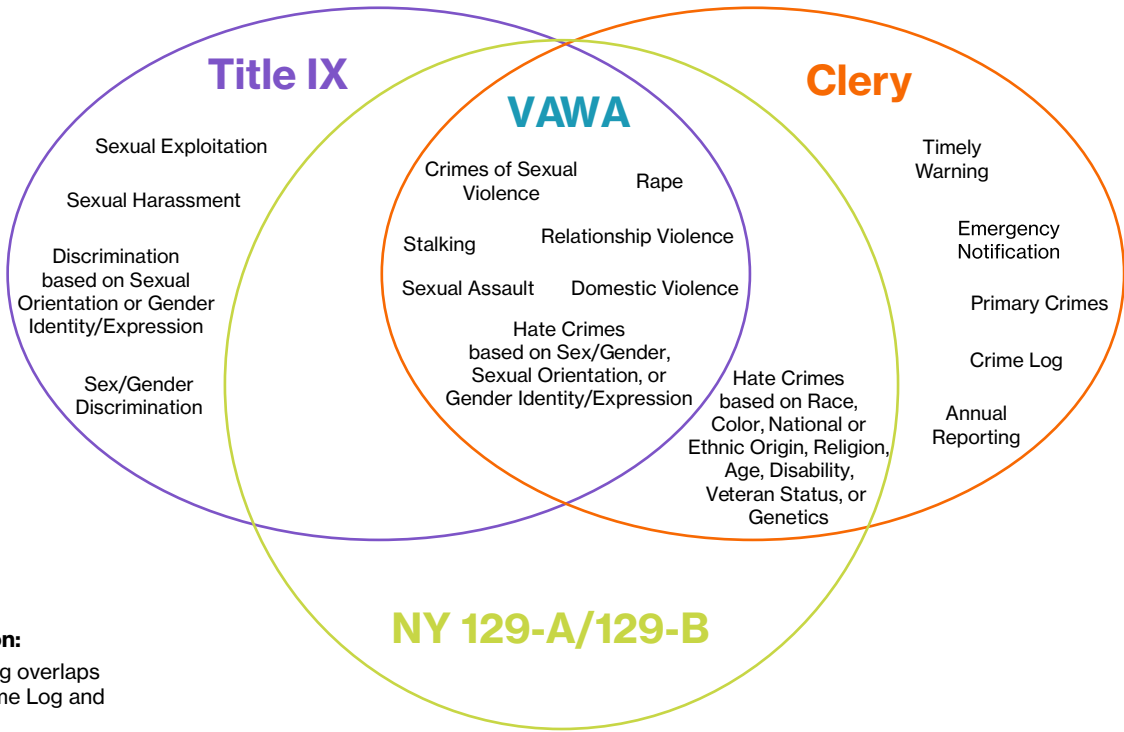 Title IX
Sexual Exploitation
Sexual Harassment
Discrimination
based on Sexual
Orientation or Gender
Identity/Expression
Sex/Gender
Discrimination
VAWA
Crimes of Sexual
Violence
Rape
Stalking
Relationship Violence
Sexual Assault
Domestic Violence
Hate Crimes
based on Sex/Gender,
Sexual Orientation, or
Gender Identity/Expression
Clery
Timely
Warning
Emergency
Notification
Primary Crimes
Crime Log
Annual
Reporting
Hate Crimes
based on Race,
Color, National or
Ethnic Origin, Religion,
Age, Disability,
Veteran Status, or
Genetics
NY 129-A/129-B
on:
g overlaps
me Log and